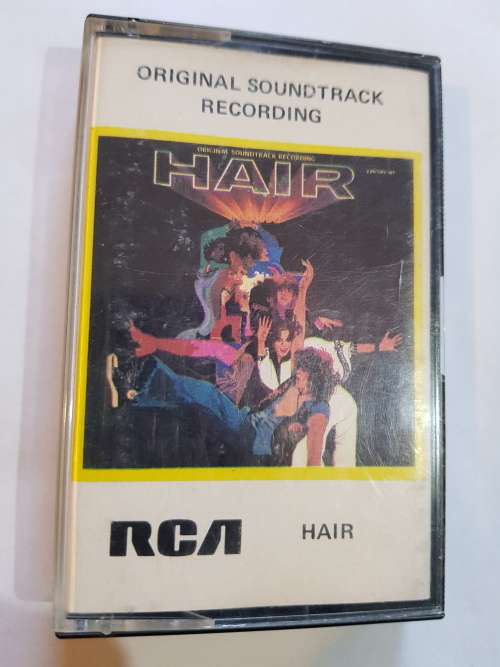 ORIGINAL SOUNDTRACK
RECORDING
ORIGINAL SOUNDTRACK RECORDING
HAIR
RCA
HAIR